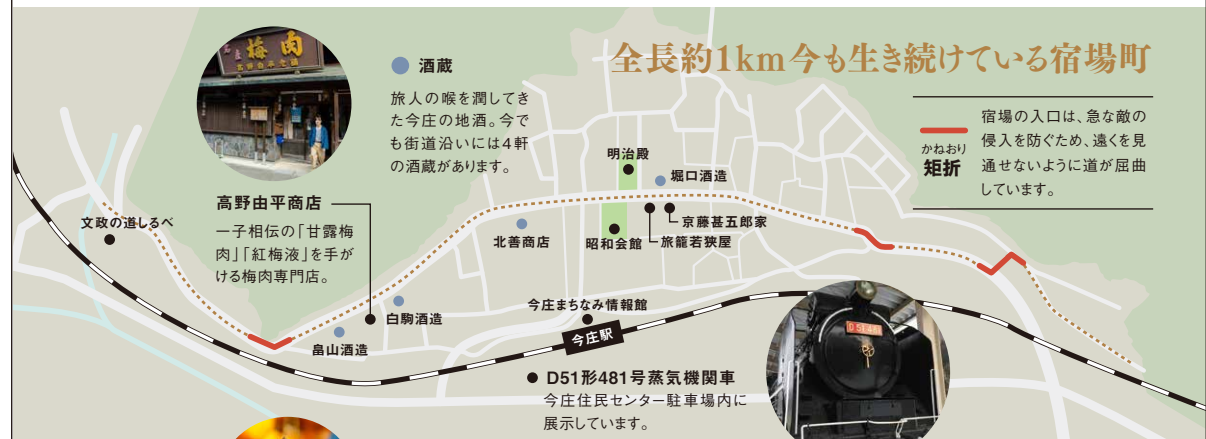 全長約1km今も生き続けている宿場町
梅肉
高野由平老舗
酒蔵
旅人の喉を潤してき
た今庄の地酒。今で
も街道沿いには4軒
の酒蔵があります。
宿場の入口は、急な敵の
侵入を防ぐため、遠くを見
通せないように道が屈曲
しています。
かねおり
矩折
明治殿
堀口酒造
高野由平商店
一子相伝の「甘露梅
肉」「紅梅液」を手が
ける梅肉専門店。
文政の道しるべ
北善商店
昭和会館
京藤甚五郎家
旅籠若狭屋
白駒酒造
畠山酒造
今庄まちなみ情報館
今庄駅
D51 481
D51形481号蒸気機関車
今庄住民センター駐車場内に
展示しています。